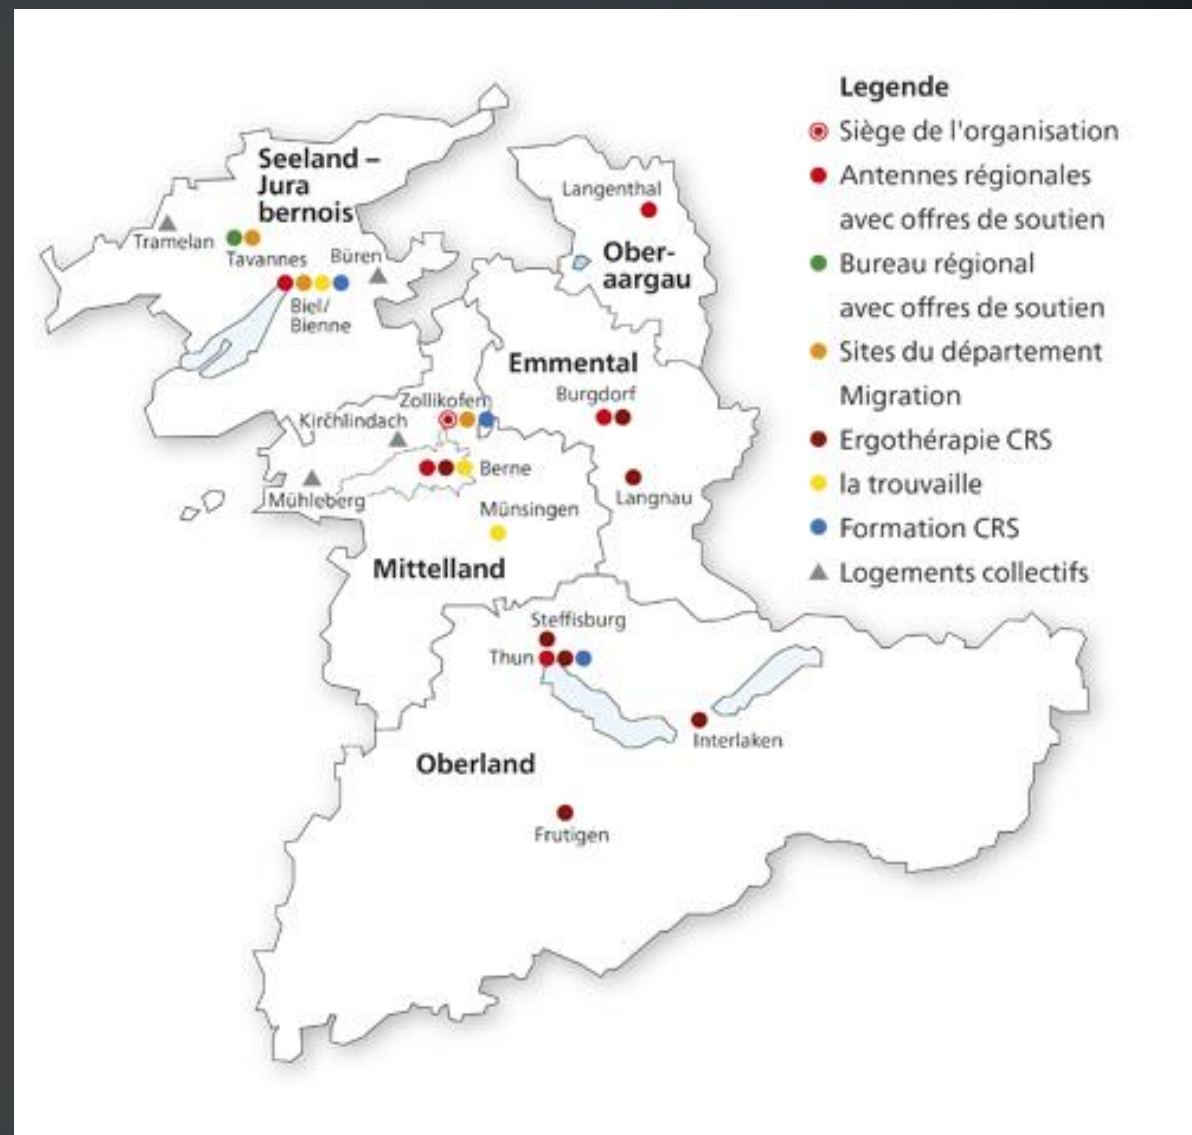 Legende
Siège de l'organisation
Antennes régionales
avec offres de soutien
Bureau régional
avec offres de soutien
Sites du département
Migration
Ergothérapie CRS
la trouvaille
Formation CRS
Logements collectifs
Seeland –
Jura
bernois
Tramelan
Tavannes
Büren
Biel/
Bienne
Langenthal
Ober-
aargau
Emmental
Burgdorf
Langnau
Zollikofen
Kirchlindach
Berne
Mühleberg
Münsingen
Mittelland
Steffisburg
Thun
Interlaken
Oberland
Frutigen